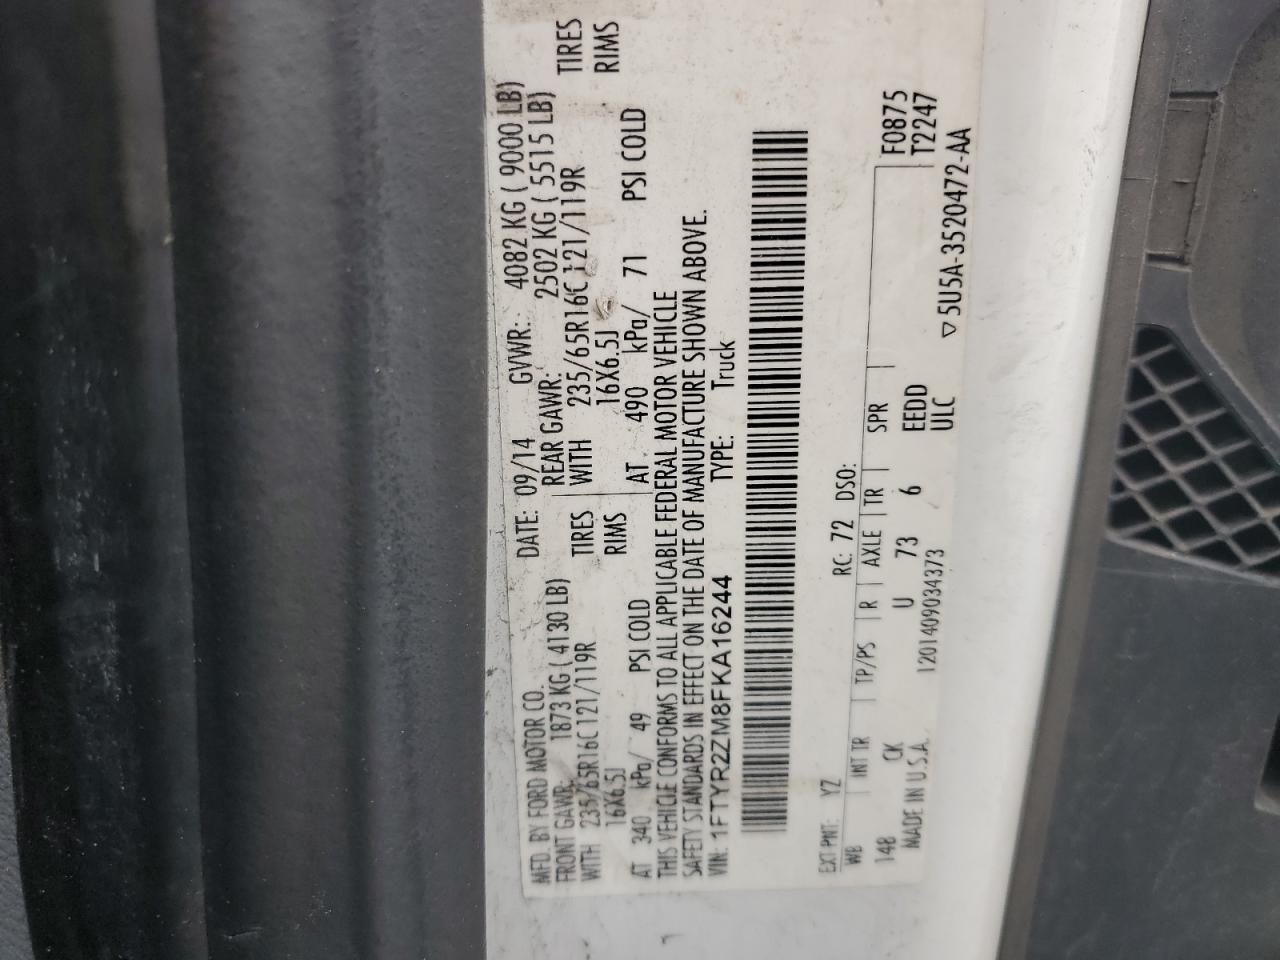 MFD. BY FORD MOTOR CO.
DATE: 09/14 GVWR: 4082 KG ( 9000 LB)
FRONT GAWR: 1873 KG ( 4130 LB) REAR GAWR: 2502 KG ( 5515 LB)
WITH 235/65R16C 121/119R TIRES WITH 235/65R16C 121/119R TIRES
16X6.5J RIMS 16X6.5J RIMS
AT 340 kPa/ 49 PSI COLD AT 490 kPa/ 71 PSI COLD
THIS VEHICLE CONFORMS TO ALL APPLICABLE FEDERAL MOTOR VEHICLE
SAFETY STANDARDS IN EFFECT ON THE DATE OF MANUFACTURE SHOWN ABOVE.
VIN: 1FTYR2ZM8FKA16244 TYPE: Truck
EXT PNT: YZ RC: 72 DSO:
WB INT TR TP/PS R AXLE TR SPR F0875
148 CK U 73 6 EEDD T2247
MADE IN U.S.A. 1201409034373 ULC
▽ 5U5A-3520472-AA